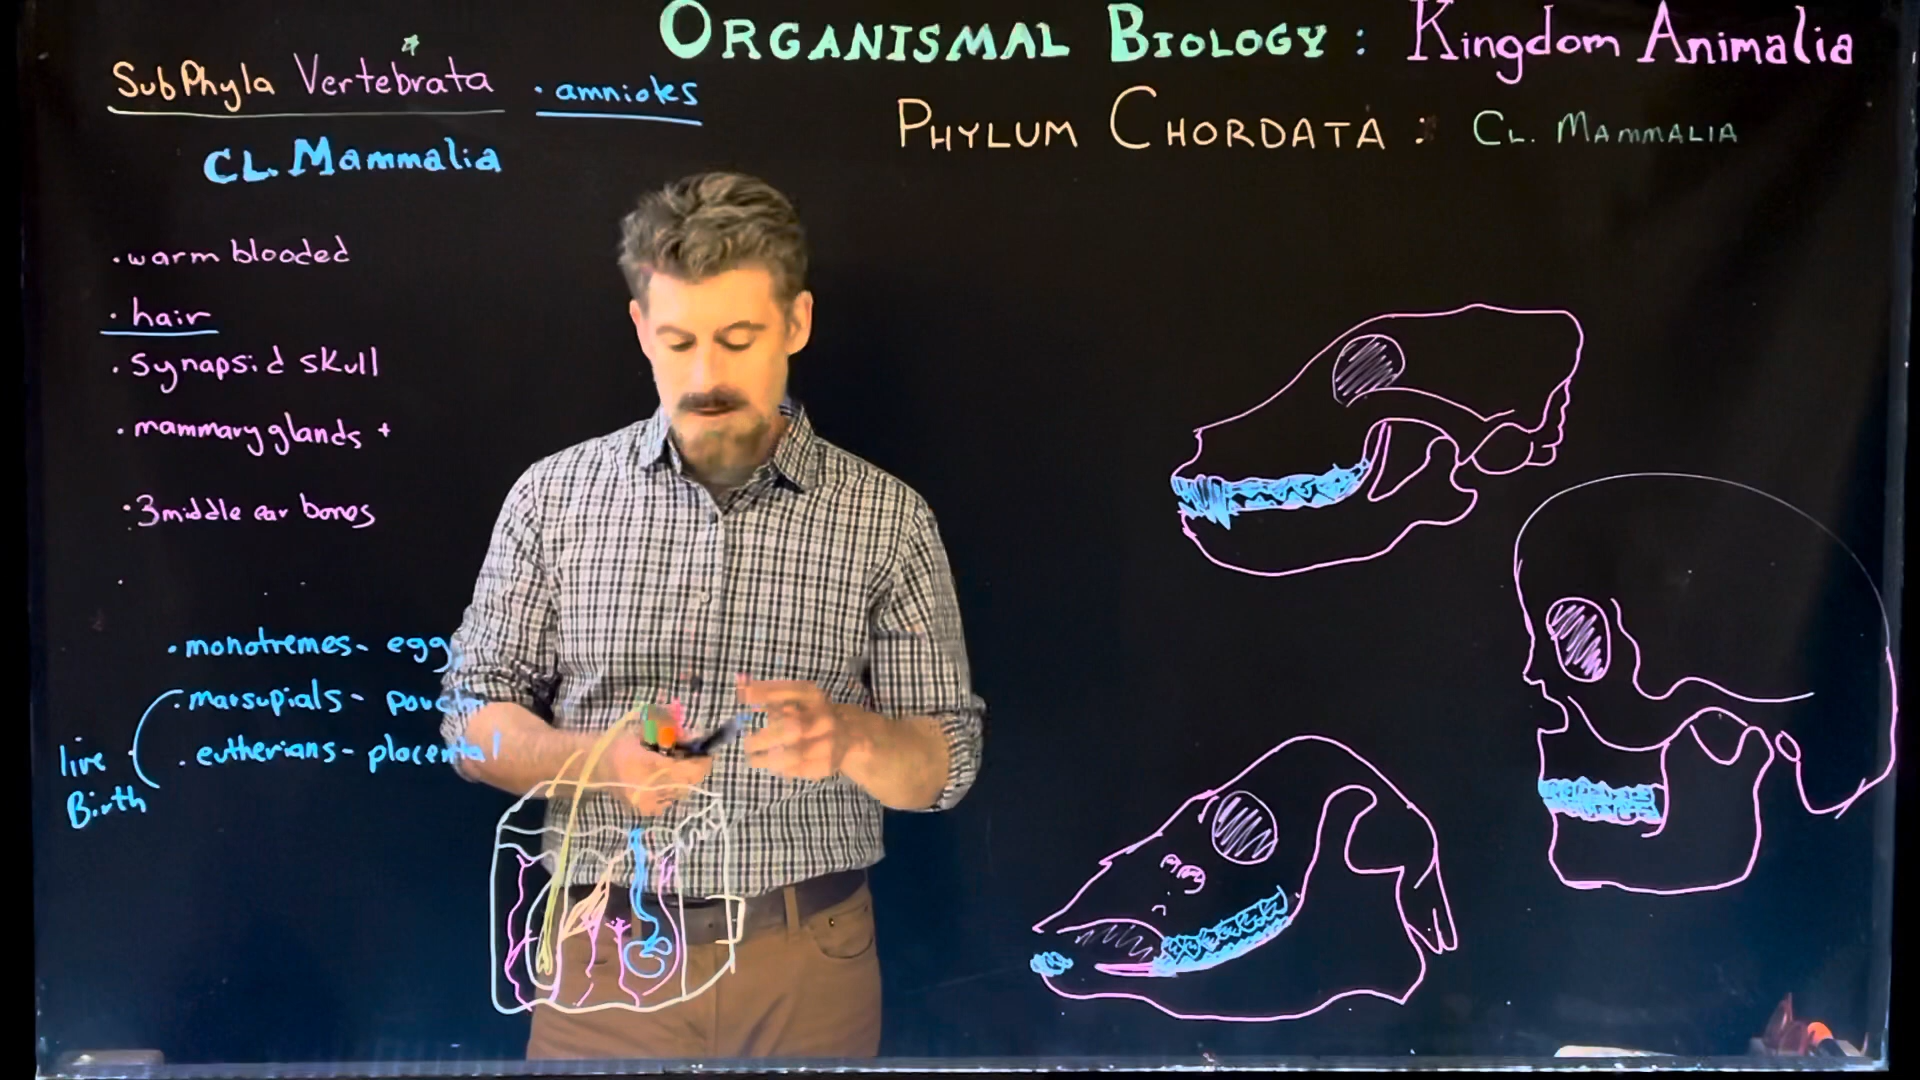 ORGANISMAL BIOLOGY : Kingdom Animalia
PHYLUM CHORDATA : CL. MAMMALIA
SubPhyla Vertebrata
· amniotes
CL. Mammalia
· warm blooded
· hair
· Synapsid skull
· mammary glands +
· 3 middle ear bones
· monotremes - egg
· marsupials - pouch
· eutherians - placental
live
Birth